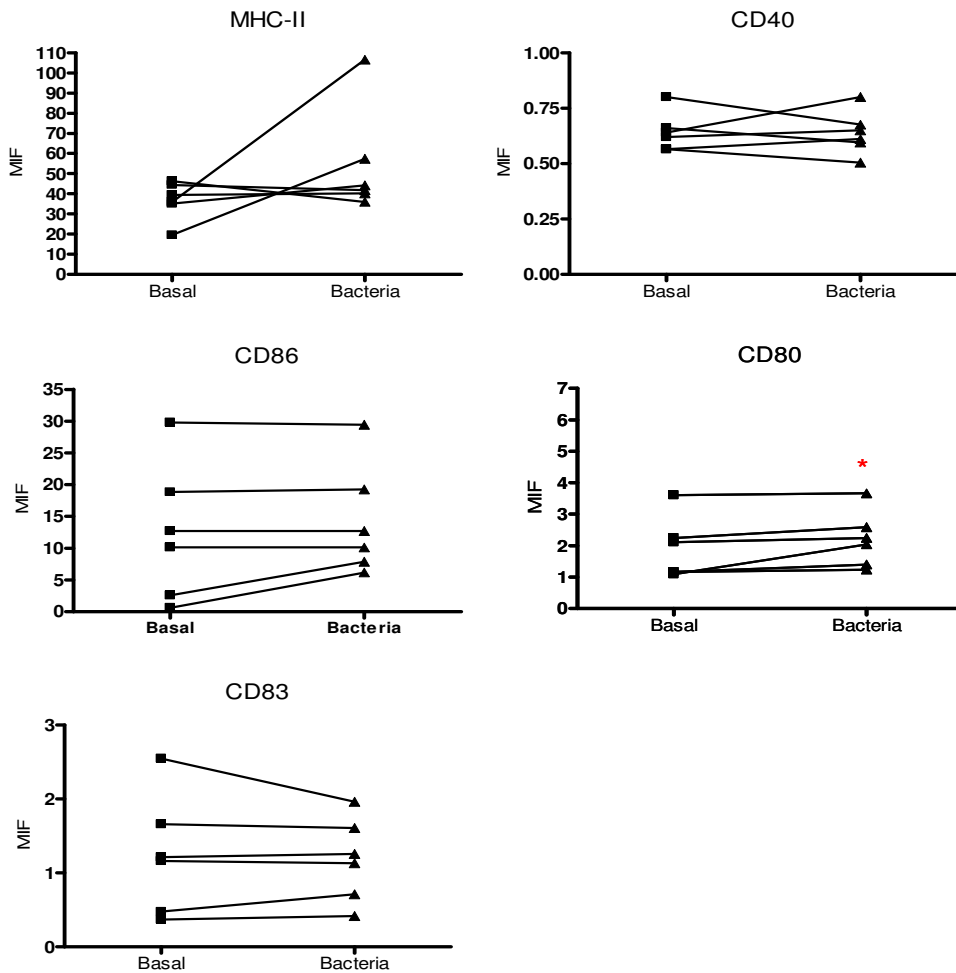 MHC-II
110
100
90
80
70
60
50
40
30
20
10
0
MIF
Basal
Bacteria
CD40
1.00
0.75
0.50
0.25
0.00
MIF
Basal
Bacteria
CD86
35
30
25
20
15
10
5
0
MIF
Basal
Bacteria
CD80
7
6
5
4
3
2
1
0
MIF
*
Basal
Bacteria
CD83
3
2
1
0
MIF
Basal
Bacteria